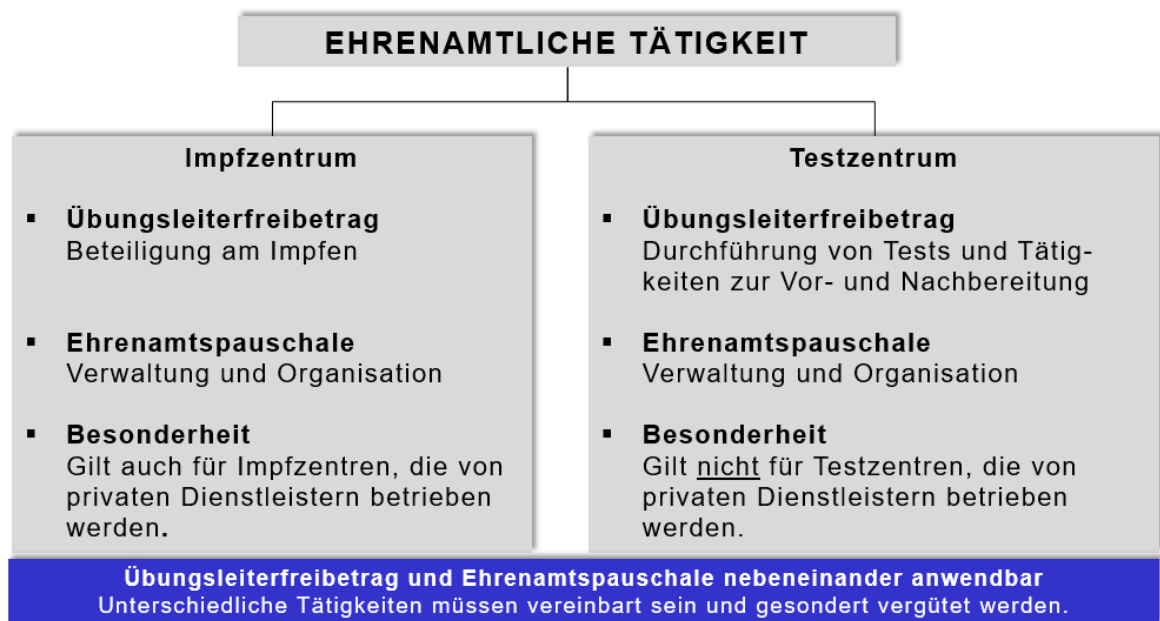 EHRENAMTLICHE TÄTIGKEIT
Impfzentrum
▪ Übungsleiterfreibetrag
Beteiligung am Impfen
▪ Ehrenamtspauschale
Verwaltung und Organisation
▪ Besonderheit
Gilt auch für Impfzentren, die von
privaten Dienstleistern betrieben
werden.
Testzentrum
▪ Übungsleiterfreibetrag
Durchführung von Tests und Tätig-
keiten zur Vor- und Nachbereitung
▪ Ehrenamtspauschale
Verwaltung und Organisation
▪ Besonderheit
Gilt nicht für Testzentren, die von
privaten Dienstleistern betrieben
werden.
Übungsleiterfreibetrag und Ehrenamtspauschale nebeneinander anwendbar
Unterschiedliche Tätigkeiten müssen vereinbart sein und gesondert vergütet werden.